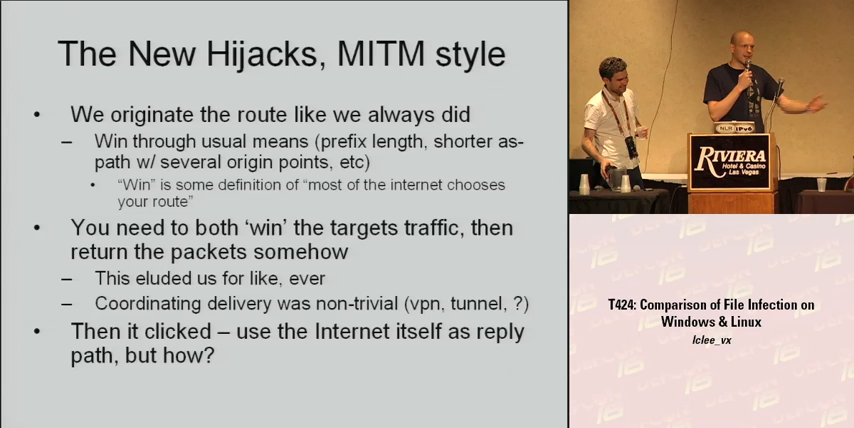 The New Hijacks, MITM style
• We originate the route like we always did
– Win through usual means (prefix length, shorter as-
path w/ several origin points, etc)
• “Win” is some definition of “most of the internet chooses
your route”
• You need to both ‘win’ the targets traffic, then
return the packets somehow
– This eluded us for like, ever
– Coordinating delivery was non-trivial (vpn, tunnel, ?)
• Then it clicked – use the Internet itself as reply
path, but how?
NLR IPv6
RIVIERA
Hotel & Casino
Las Vegas
T424: Comparison of File Infection on
Windows & Linux
lclee_vx